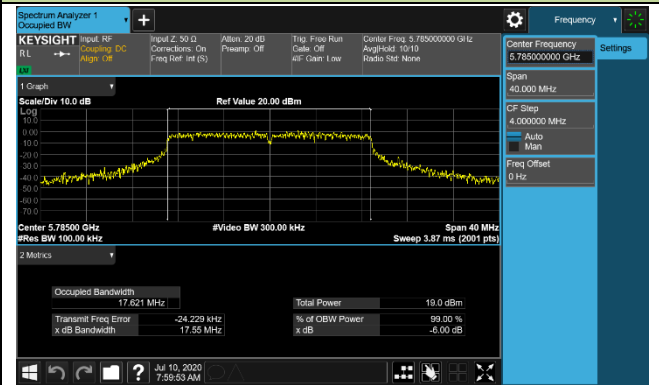 Spectrum Analyzer 1
Occupied BW
+
Frequency
KEYSIGHT
RL
Input: RF
Coupling: DC
Align: Off
Input Z: 50 Ω
Corrections: On
Freq Ref: Int (S)
Atten: 20 dB
Preamp: Off
Trig: Free Run
Gate: Off
#IF Gain: Low
Center Freq: 5.785000000 GHz
Avg|Hold: 10/10
Radio Std: None
Center Frequency
5.785000000 GHz
Settings
Span
40.000 MHz
CF Step
4.000000 MHz
Auto
Man
Freq Offset
0 Hz
1 Graph
Scale/Div 10.0 dB
Ref Value 20.00 dBm
Log
10.0
0.00
-10.0
-20.0
-30.0
-40.0
-50.0
-60.0
-70.0
Center 5.78500 GHz
#Video BW 300.00 kHz
Span 40 MHz
#Res BW 100.00 kHz
Sweep 3.87 ms (2001 pts)
2 Metrics
Occupied Bandwidth
17.621 MHz
Total Power
19.0 dBm
Transmit Freq Error
-24.229 kHz
% of OBW Power
99.00 %
x dB Bandwidth
17.55 MHz
x dB
-6.00 dB
?
Jul 10, 2020
7:59:53 AM